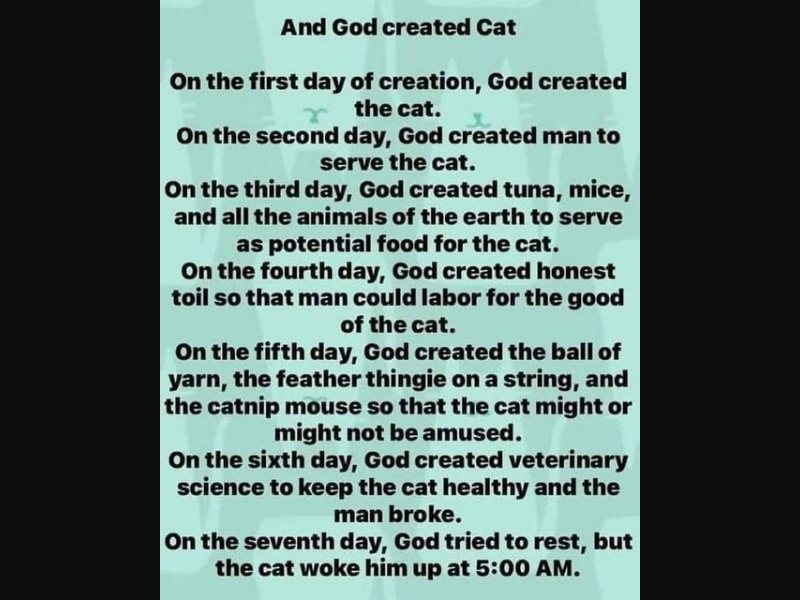 And God created Cat
On the first day of creation, God created
the cat.
On the second day, God created man to
serve the cat.
On the third day, God created tuna, mice,
and all the animals of the earth to serve
as potential food for the cat.
On the fourth day, God created honest
toil so that man could labor for the good
of the cat.
On the fifth day, God created the ball of
yarn, the feather thingie on a string, and
the catnip mouse so that the cat might or
might not be amused.
On the sixth day, God created veterinary
science to keep the cat healthy and the
man broke.
On the seventh day, God tried to rest, but
the cat woke him up at 5:00 AM.